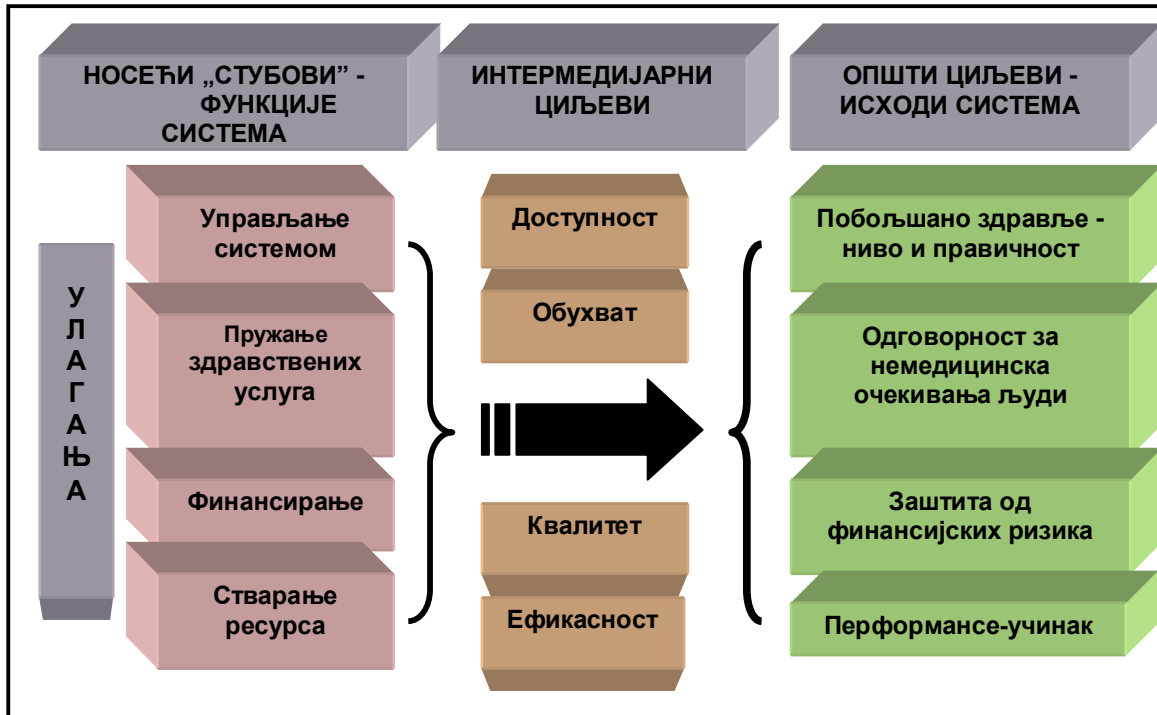 НОСЕЋИ „СТУБОВИ” -
ФУНКЦИЈЕ
СИСТЕМА
ИНТЕРМЕДИЈАРНИ
ЦИЉЕВИ
ОПШТИ ЦИЉЕВИ -
ИСХОДИ СИСТЕМА
У
Л
А
Г
А
Њ
А
Управљање
системом
Пружање
здравствених
услуга
Финансирање
Стварање
ресурса
Доступност
Обухват
Квалитет
Ефикасност
Побољшано здравље -
ниво и правичност
Одговорност за
немедицинска
очекивања људи
Заштита од
финансијских ризика
Перформансе-учинак